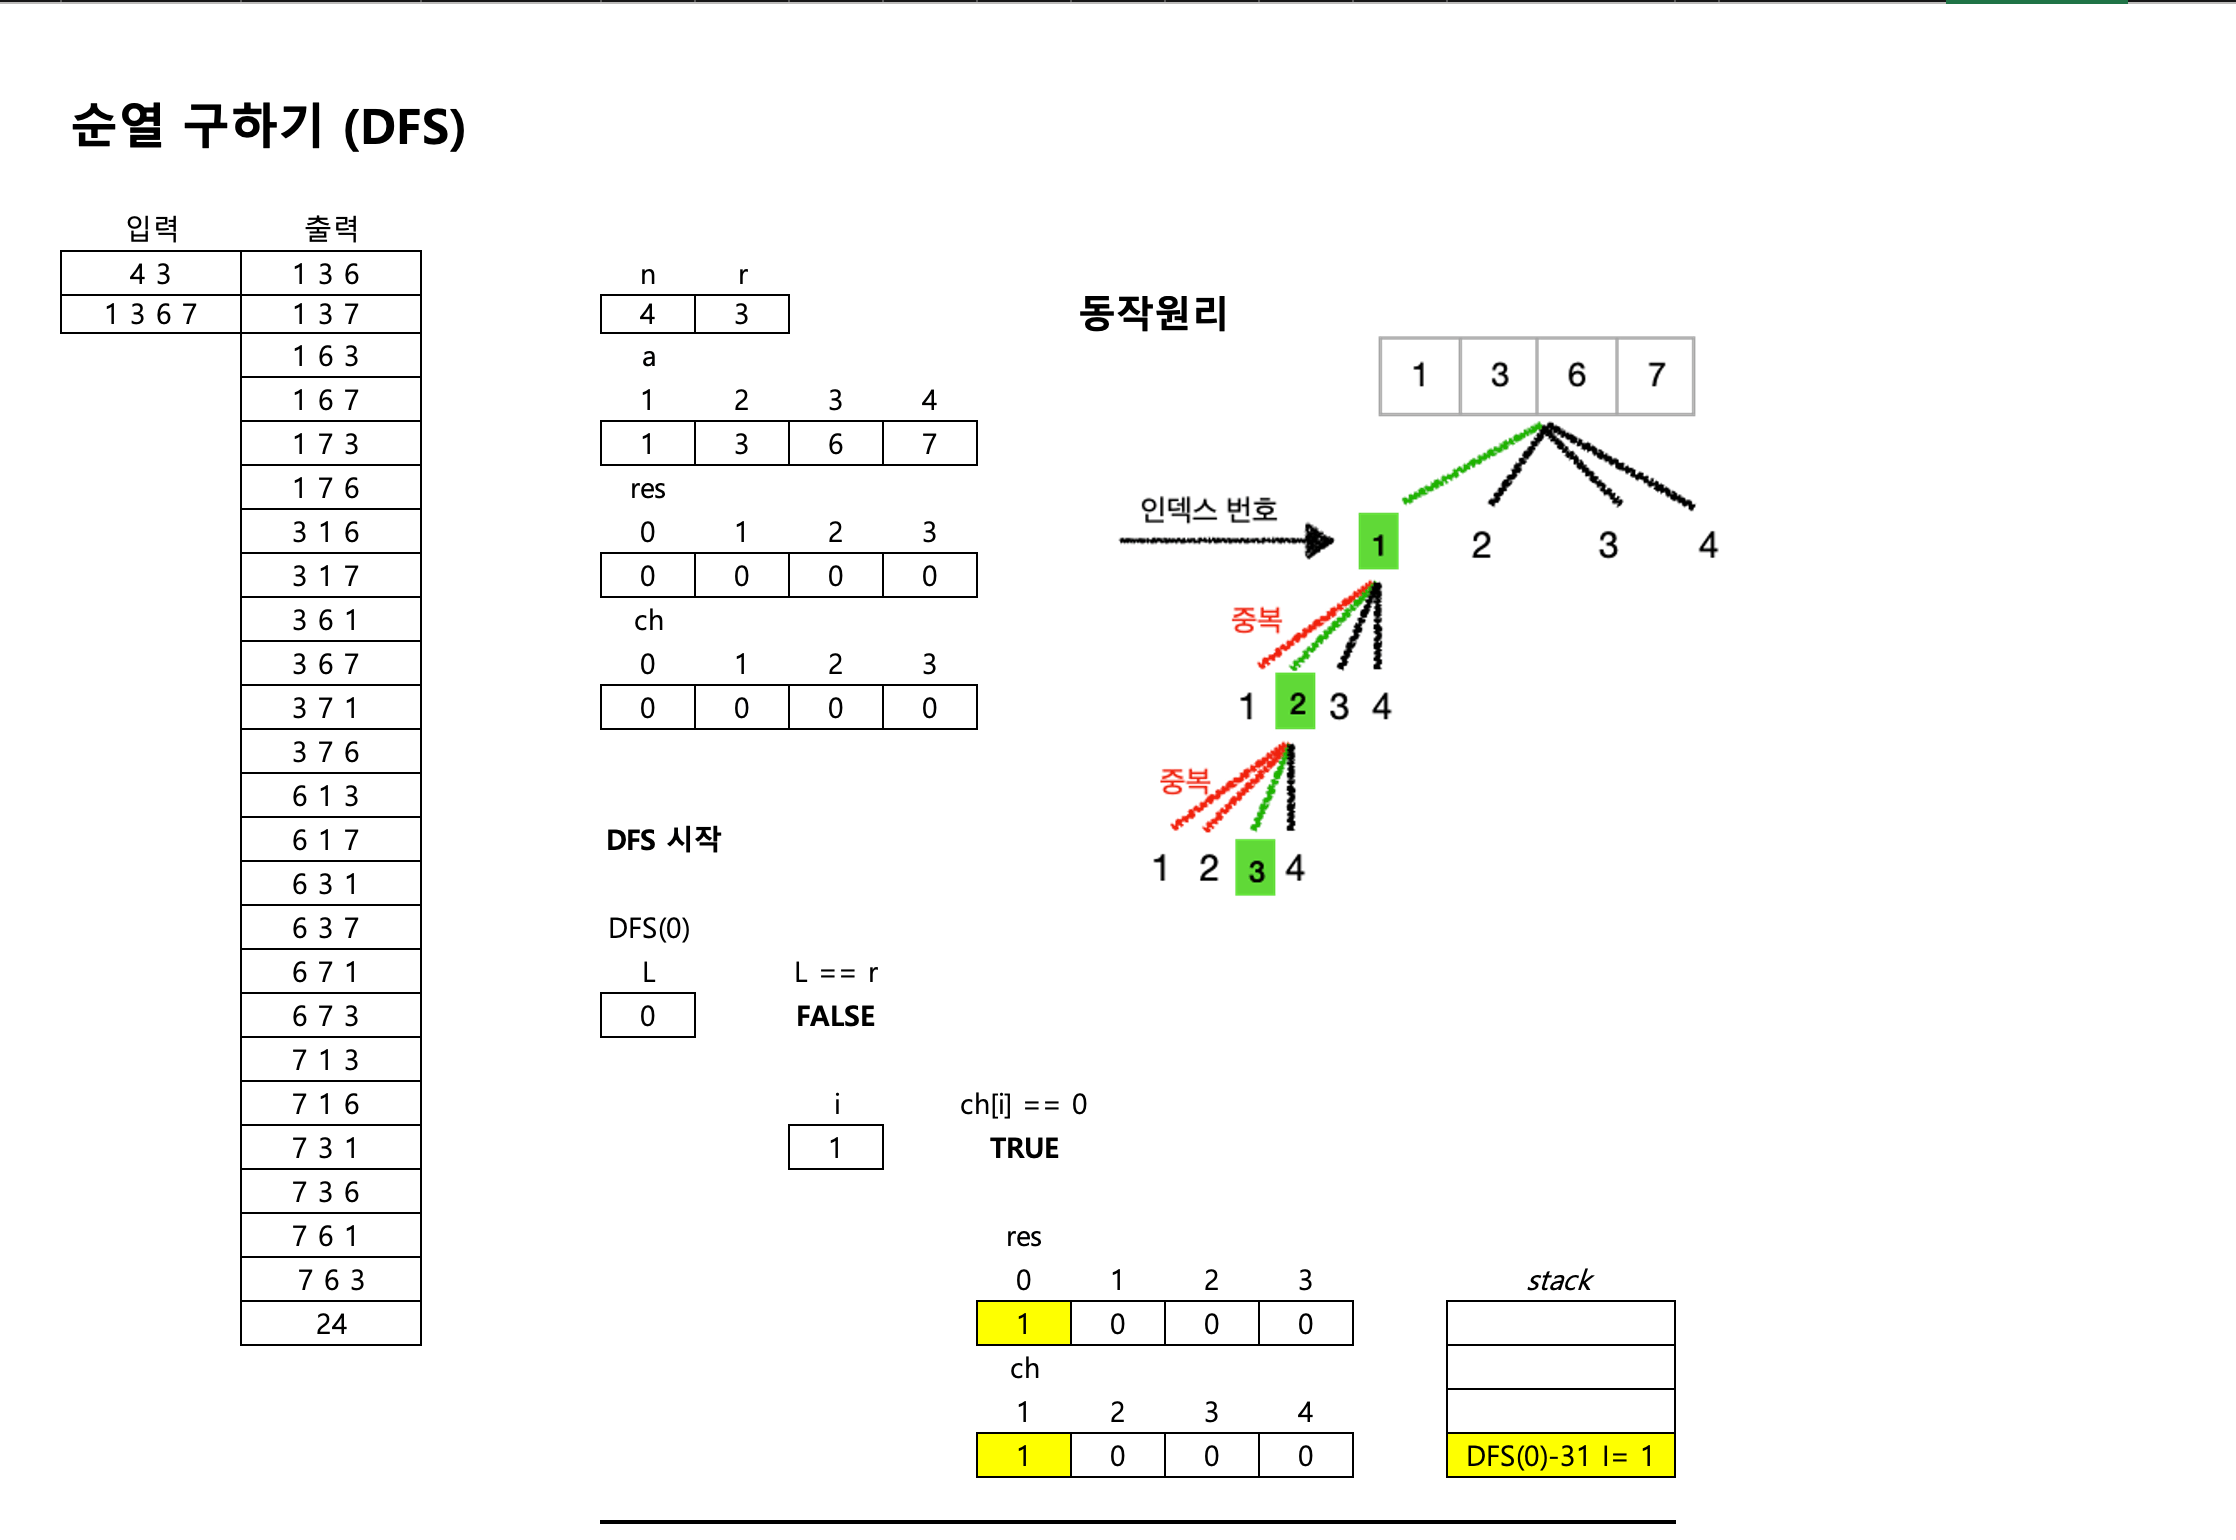 순열 구하기 (DFS)
입력 출력
4 3 1 3 6
1 3 6 7 1 3 7
1 6 3
1 6 7
1 7 3
1 7 6
3 1 6
3 1 7
3 6 1
3 6 7
3 7 1
3 7 6
6 1 3
6 1 7
6 3 1
6 3 7
6 7 1
6 7 3
7 1 3
7 1 6
7 3 1
7 3 6
7 6 1
7 6 3
24
n r
4 3
a
1 2 3 4
1 3 6 7
res
0 1 2 3
0 0 0 0
ch
0 1 2 3
0 0 0 0
동작원리
1 3 6 7
인덱스 번호
1 2 3 4
중복
1 2 3 4
중복
1 2 3 4
DFS 시작
DFS(0)
L L == r
0 FALSE
i ch[i] == 0
1 TRUE
res
0 1 2 3
1 0 0 0
ch
1 2 3 4
1 0 0 0
stack
DFS(0)-31 I= 1